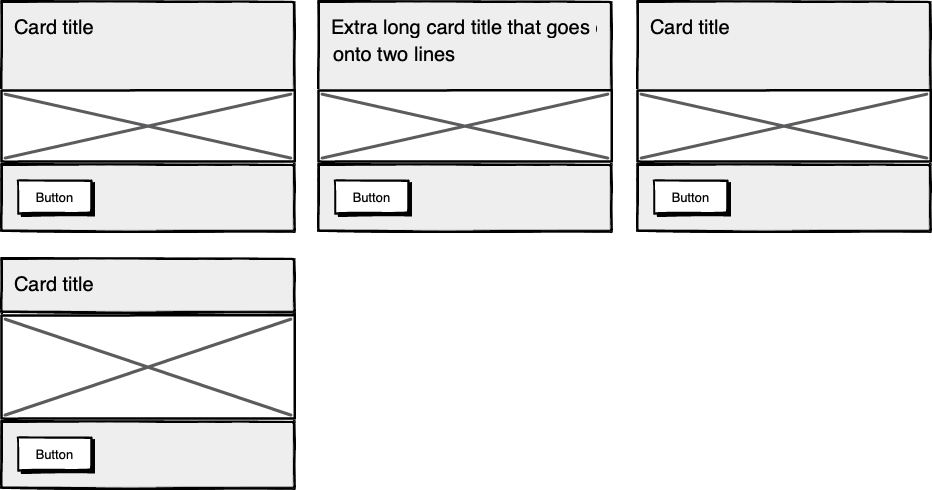 Card title
Extra long card title that goes
onto two lines
Card title
Button
Button
Button
Card title
Button